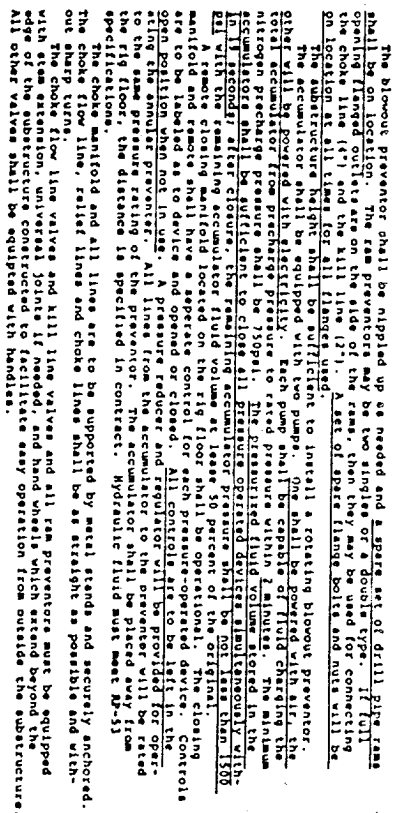 The blowout preventor shall be nippled up as needed and a spare set of drill pipe rams
shall be on location. The ram preventors may be two singles or a double type. If full
opening flanged outlets are on the side of the rams, then they may be used for connecting
the choke line (4") and the kill line (2"). A set of spare flange bolts and nuts will be
on location at all times for all flanges used.
The substructure height shall be sufficient to install a rotating blowout preventor.
The accumulator shall be equipped with two pumps. One shall be powered with air, the
other will be powered with electricity. Each pump shall be capable of fluid charging the
total accumulator from precharge pressure to rated pressure within 2 minutes. The minimum
nitrogen precharge pressure shall be 750psi. The pressurized fluid volume stored in the
accumulators shall be sufficient to close all pressure operated devices simultaneously with-
in 15 seconds; after closure, the remaining accumulator pressure shall be not less than 1500
psi with the remaining accumulator fluid volume at lease 50 percent of the original.
A remote closing manifold located on the rig floor shall be operational. The closing
manifold and remote shall have a seperate control for each pressure-operated device. Controls
are to be labeled as to device and opened or closed. All controls are to be left in the
open position when not in use. A pressure reducer and regulator will be provided for oper-
ating the annular preventer. All lines from the accumulator to the preventer will be rated
to the same pressure rating of the preventor. The accumulator shall be placed away from
the rig floor, the distance is specified in contract. Hydraulic fluid must meet RP-53
specifications.
The choke manifold and all lines are to be supported by metal stands and securely anchored.
The choke flow line, relief lines and choke lines shall be as straight as possible and with-
out sharp turns.
The choke flow line valves and kill line valves and all ram preventors must be equipped
with stem extension, universal joints if needed, and hand wheels which extend beyond the
edge of the substructure constructed to facilitate easy operation from outside the substructure.
All other valves shall be equipted with handles.